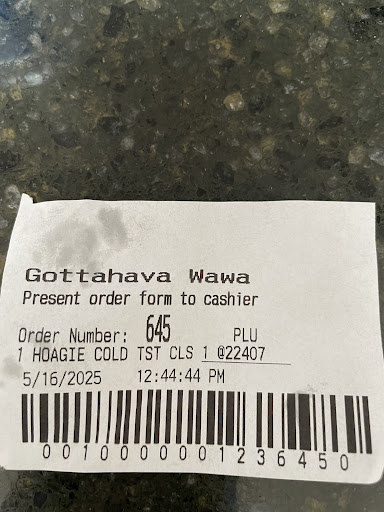 Gottahava Wawa
Present order form to cashier
Order Number: 645 PLU
1 HOAGIE COLD TST CLS 1 @22407
5/16/2025 12:44:44 PM
001000001236450